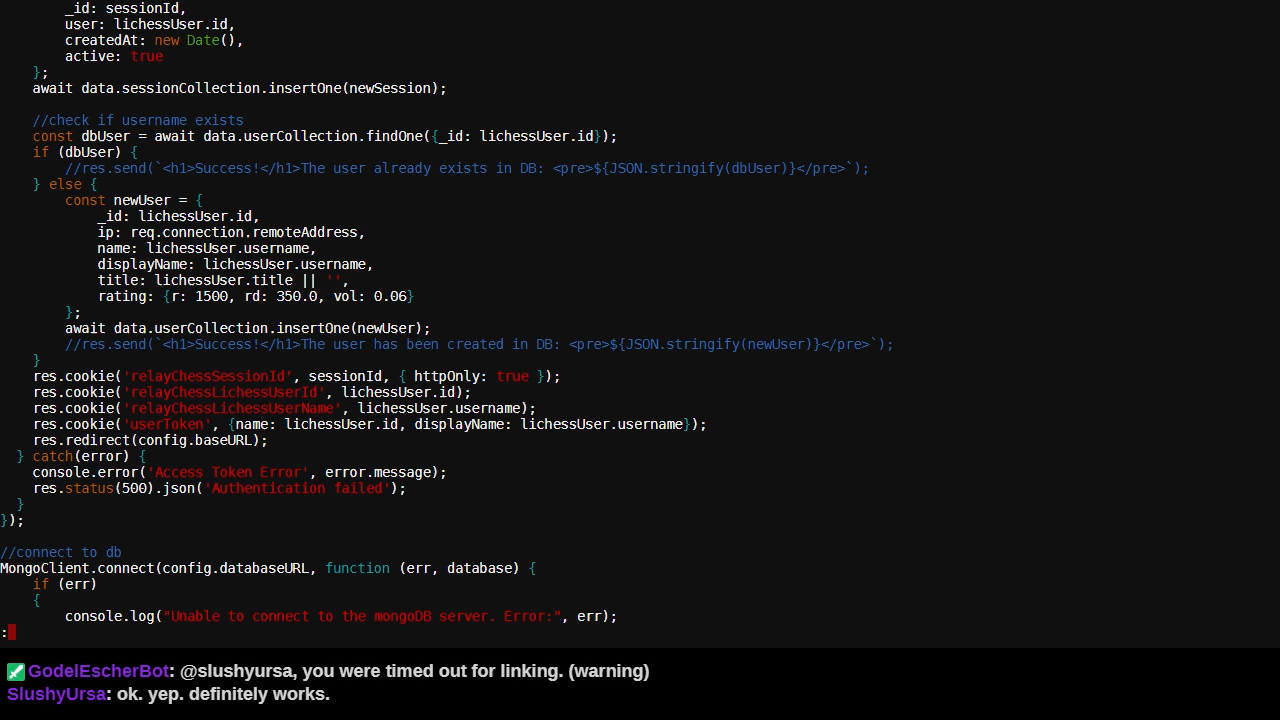 _id: sessionId,
        user: lichessUser.id,
        createdAt: new Date(),
        active: true
    };
    await data.sessionCollection.insertOne(newSession);

    //check if username exists
    const dbUser = await data.userCollection.findOne({_id: lichessUser.id});
    if (dbUser) {
        //res.send(`<h1>Success!</h1>The user already exists in DB: <pre>${JSON.stringify(dbUser)}</pre>`);
    } else {
        const newUser = {
            _id: lichessUser.id,
            ip: req.connection.remoteAddress,
            name: lichessUser.username,
            displayName: lichessUser.username,
            title: lichessUser.title || '',
            rating: {r: 1500, rd: 350.0, vol: 0.06}
        };
        await data.userCollection.insertOne(newUser);
        //res.send(`<h1>Success!</h1>The user has been created in DB: <pre>${JSON.stringify(newUser)}</pre>`);
    }
    res.cookie('relayChessSessionId', sessionId, { httpOnly: true });
    res.cookie('relayChessLichessUserId', lichessUser.id);
    res.cookie('relayChessLichessUserName', lichessUser.username);
    res.cookie('userToken', {name: lichessUser.id, displayName: lichessUser.username});
    res.redirect(config.baseURL);
  } catch(error) {
    console.error('Access Token Error', error.message);
    res.status(500).json('Authentication failed');
  }
});

//connect to db
MongoClient.connect(config.databaseURL, function (err, database) {
    if (err)
    {
        console.log("Unable to connect to the mongoDB server. Error:", err);
:
GodelEscherBot: @slushyursa, you were timed out for linking. (warning)
SlushyUrsa: ok. yep. definitely works.